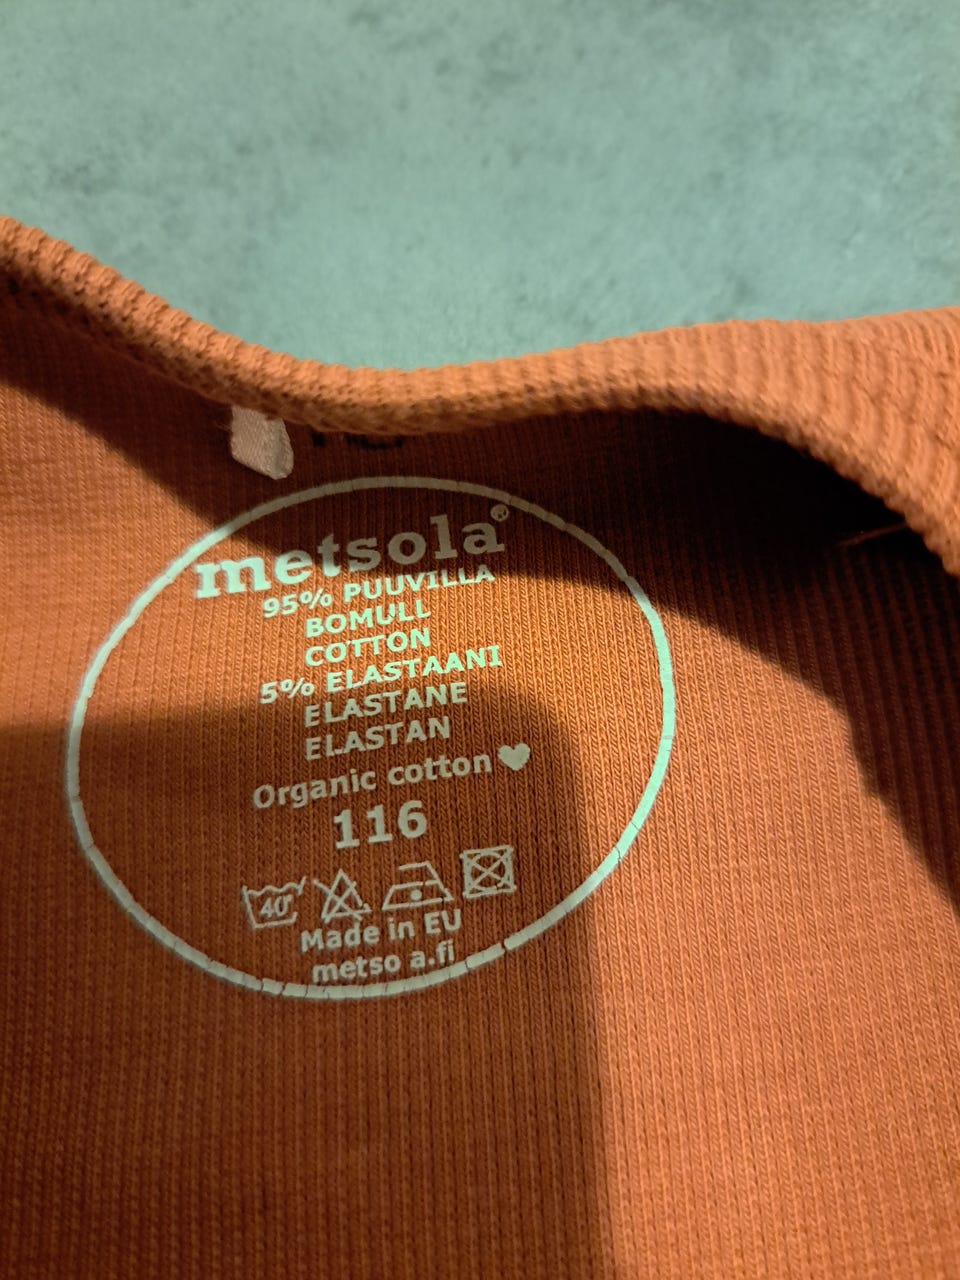 metsola®
95% PUUVILLA
BOMULL
COTTON
5% ELASTAANI
ELASTANE
ELASTAN
Organic cotton
116
40°
Made in EU
metso a.fi